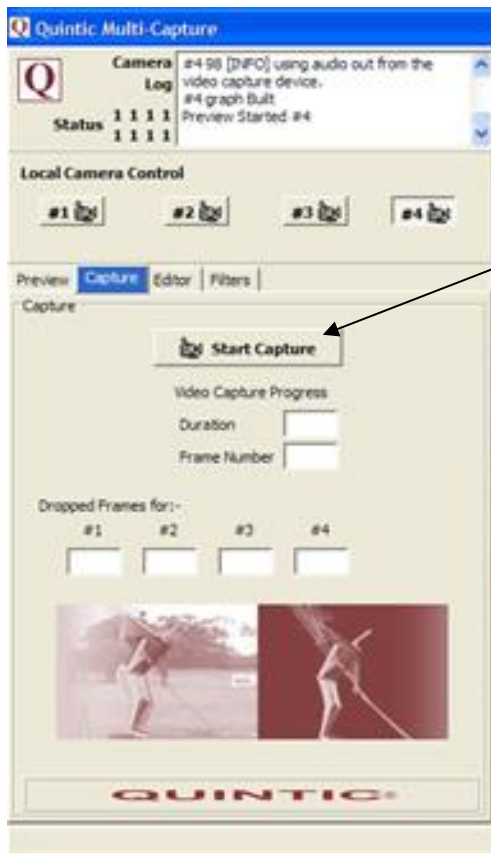 Quintic Multi-Capture
Q
Camera Log
#4 98 [INFO] using audio out from the
video capture device.
#4 graph Built
Preview Started #4
Status 1 1 1 1
1 1 1 1
Local Camera Control
#1 #2 #3 #4
Preview Capture Editor Filters
Capture
Start Capture
Video Capture Progress
Duration
Frame Number
Dropped Frames for:-
#1 #2 #3 #4
QUINTIC®